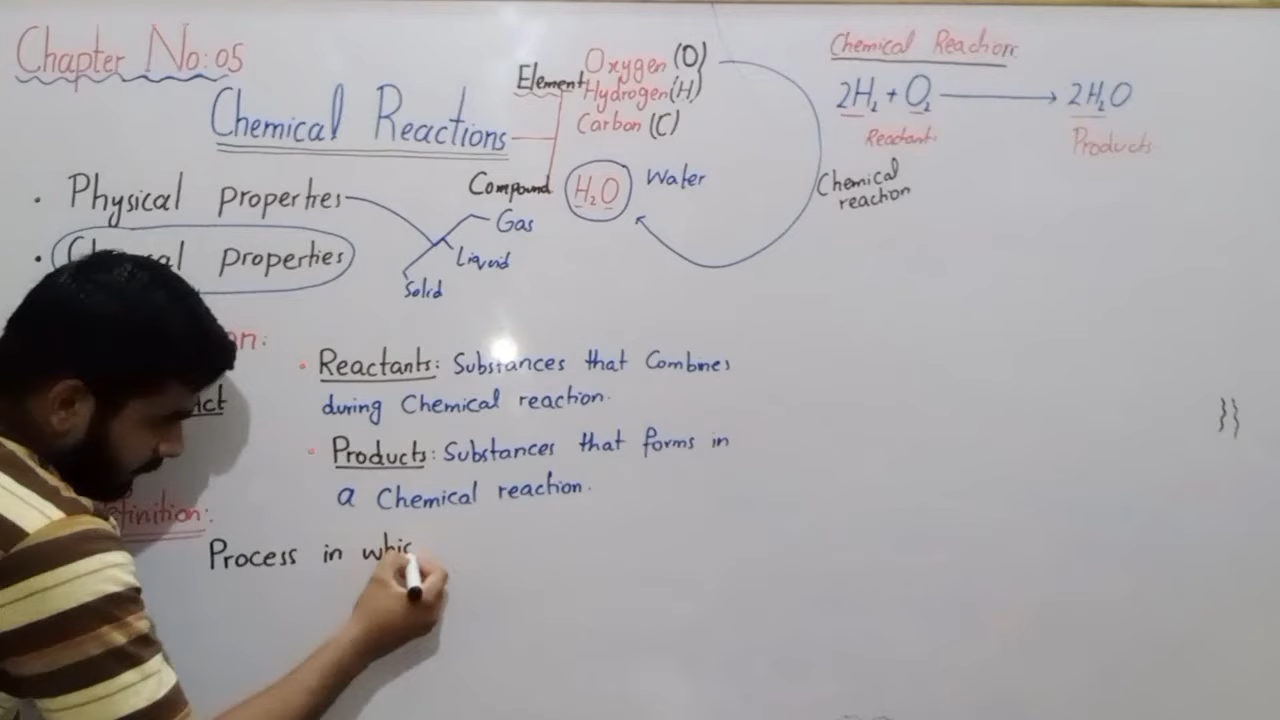 Chapter No: 05
Chemical Reactions
Element
Oxygen (O)
Hydrogen (H)
Carbon (C)
Compound
H₂O
Water
Chemical
reaction
Chemical Reaction
2H₂ + O₂ → 2H₂O
Reactant
Products
• Physical properties
Gas
Liquid
Solid
• properties
• Reactants: Substances that Combines
during Chemical reaction.
• Products: Substances that forms in
a Chemical reaction.
Process in whic